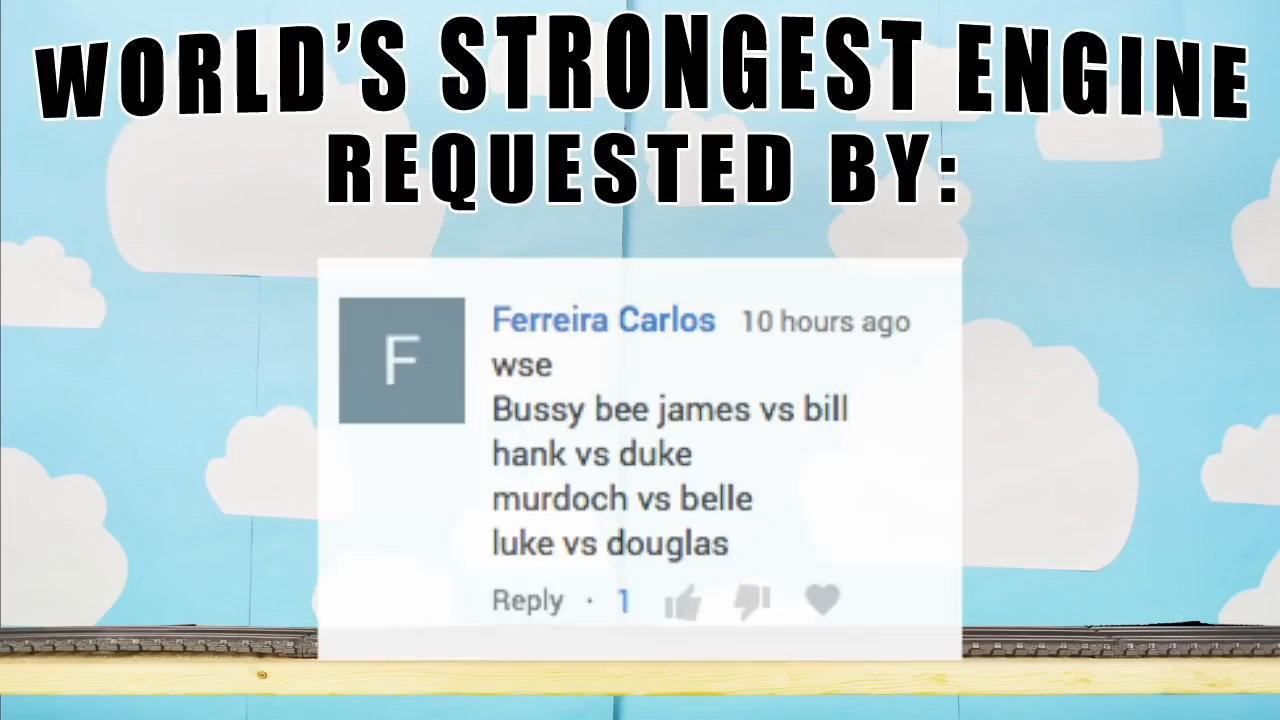 WORLD'S STRONGEST ENGINE
REQUESTED BY:
F
Ferreira Carlos 10 hours ago
wse
Bussy bee james vs bill
hank vs duke
murdoch vs belle
luke vs douglas
Reply · 1